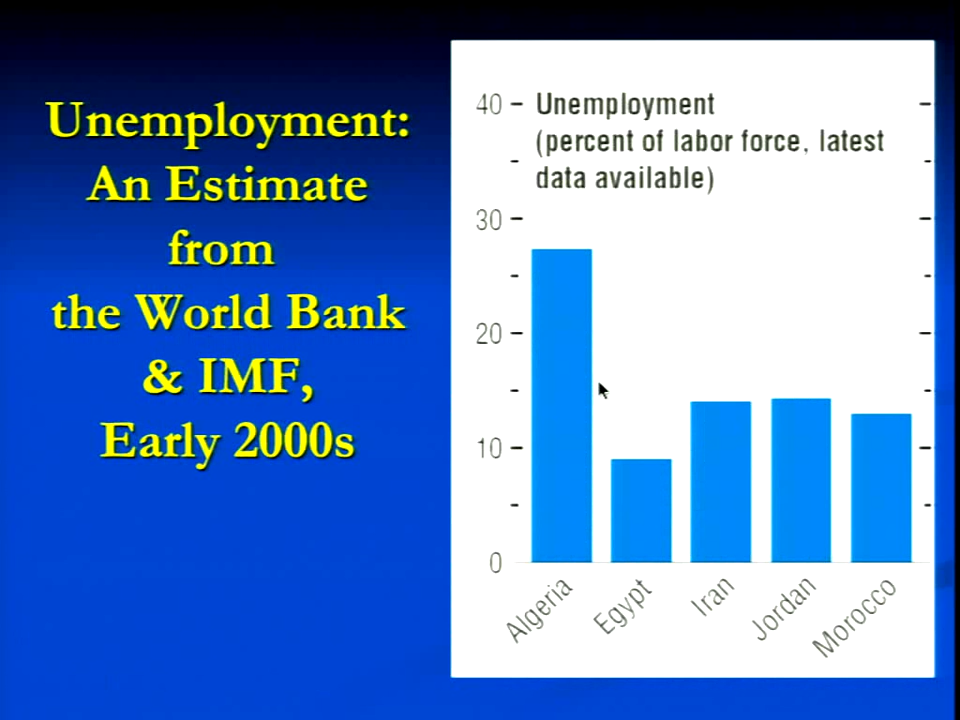 Unemployment:
An Estimate
from
the World Bank
& IMF,
Early 2000s
Unemployment
(percent of labor force, latest
data available)
40
30
20
10
0
Algeria
Egypt
Iran
Jordan
Morocco